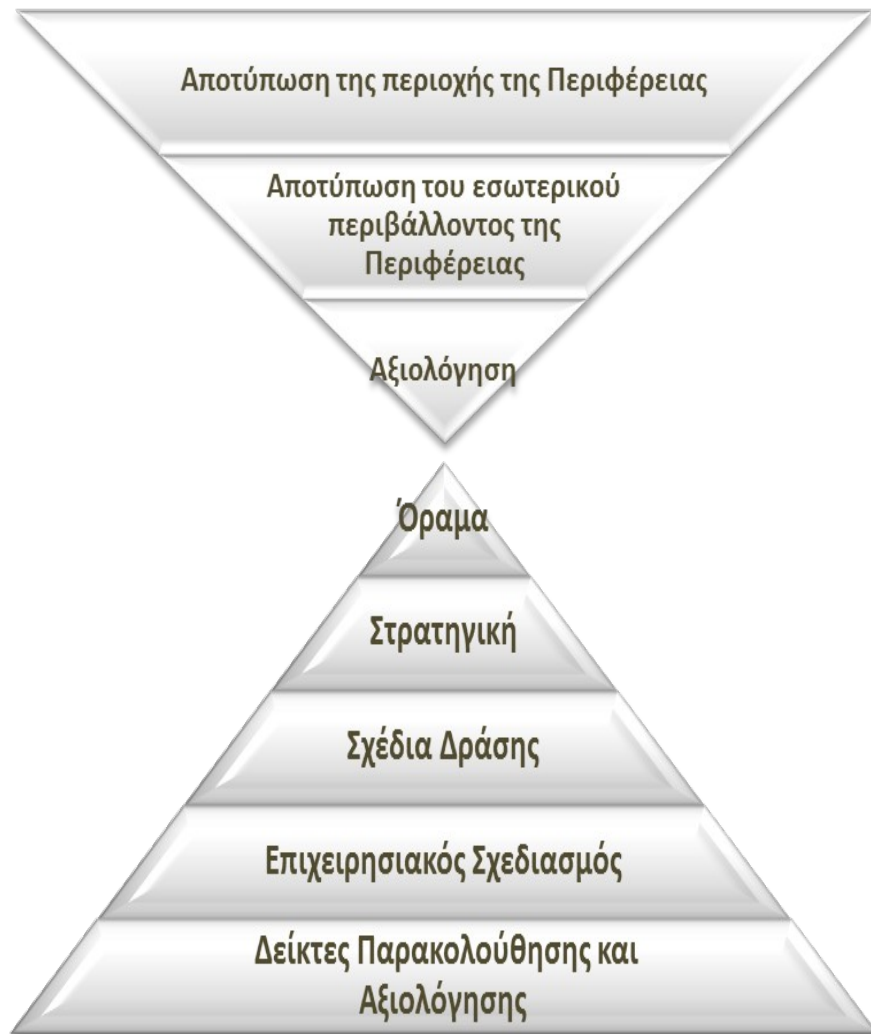 Αποτύπωση της περιοχής της Περιφέρειας
Αποτύπωση του εσωτερικού
περιβάλλοντος της
Περιφέρειας
Αξιολόγηση
Όραμα
Στρατηγική
Σχέδια Δράσης
Επιχειρησιακός Σχεδιασμός
Δείκτες Παρακολούθησης και
Αξιολόγησης